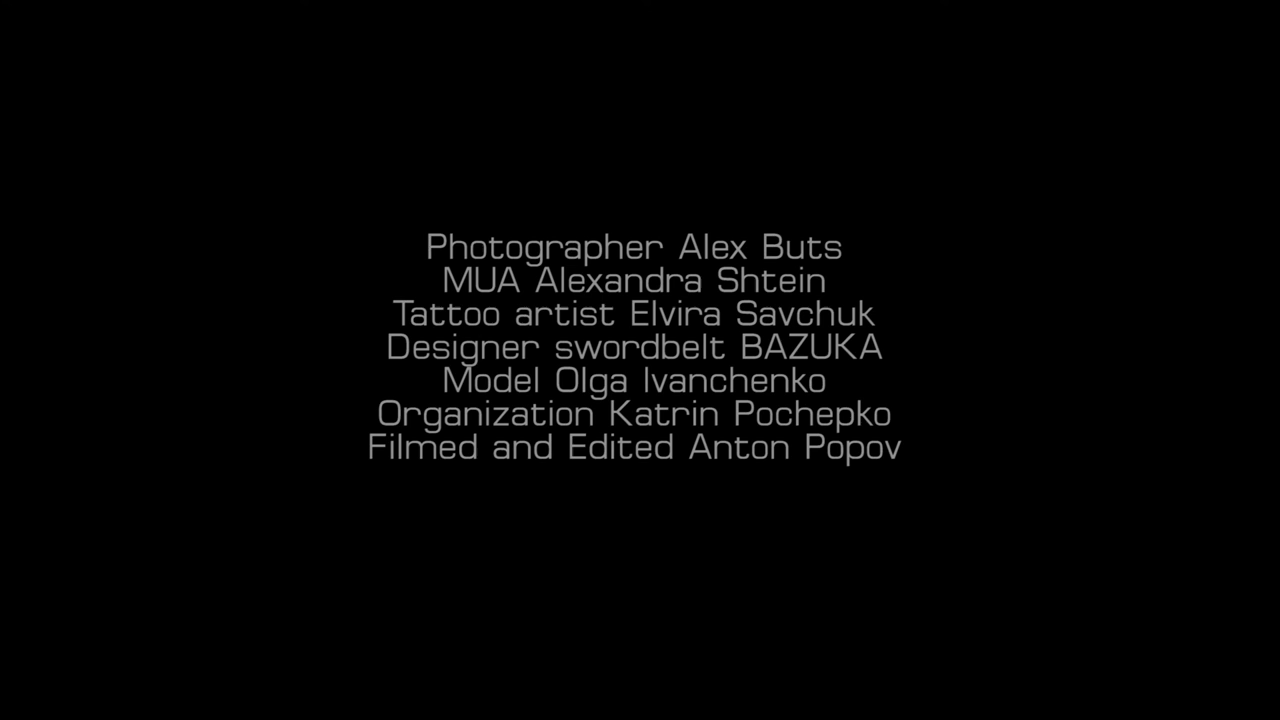 Photographer Alex Buts
MUA Alexandra Shtein
Tattoo artist Elvira Savchuk
Designer swordbelt BAZUKA
Model Olga Ivanchenko
Organization Katrin Pochepko
Filmed and Edited Anton Popov